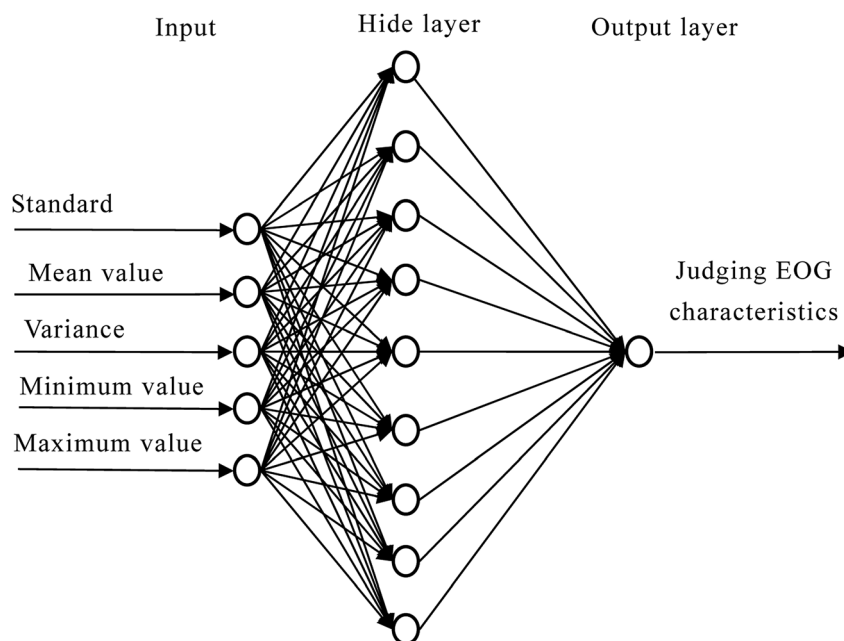 Input
Hide layer
Output layer
Standard
Mean value
Variance
Minimum value
Maximum value
Judging EOG
characteristics